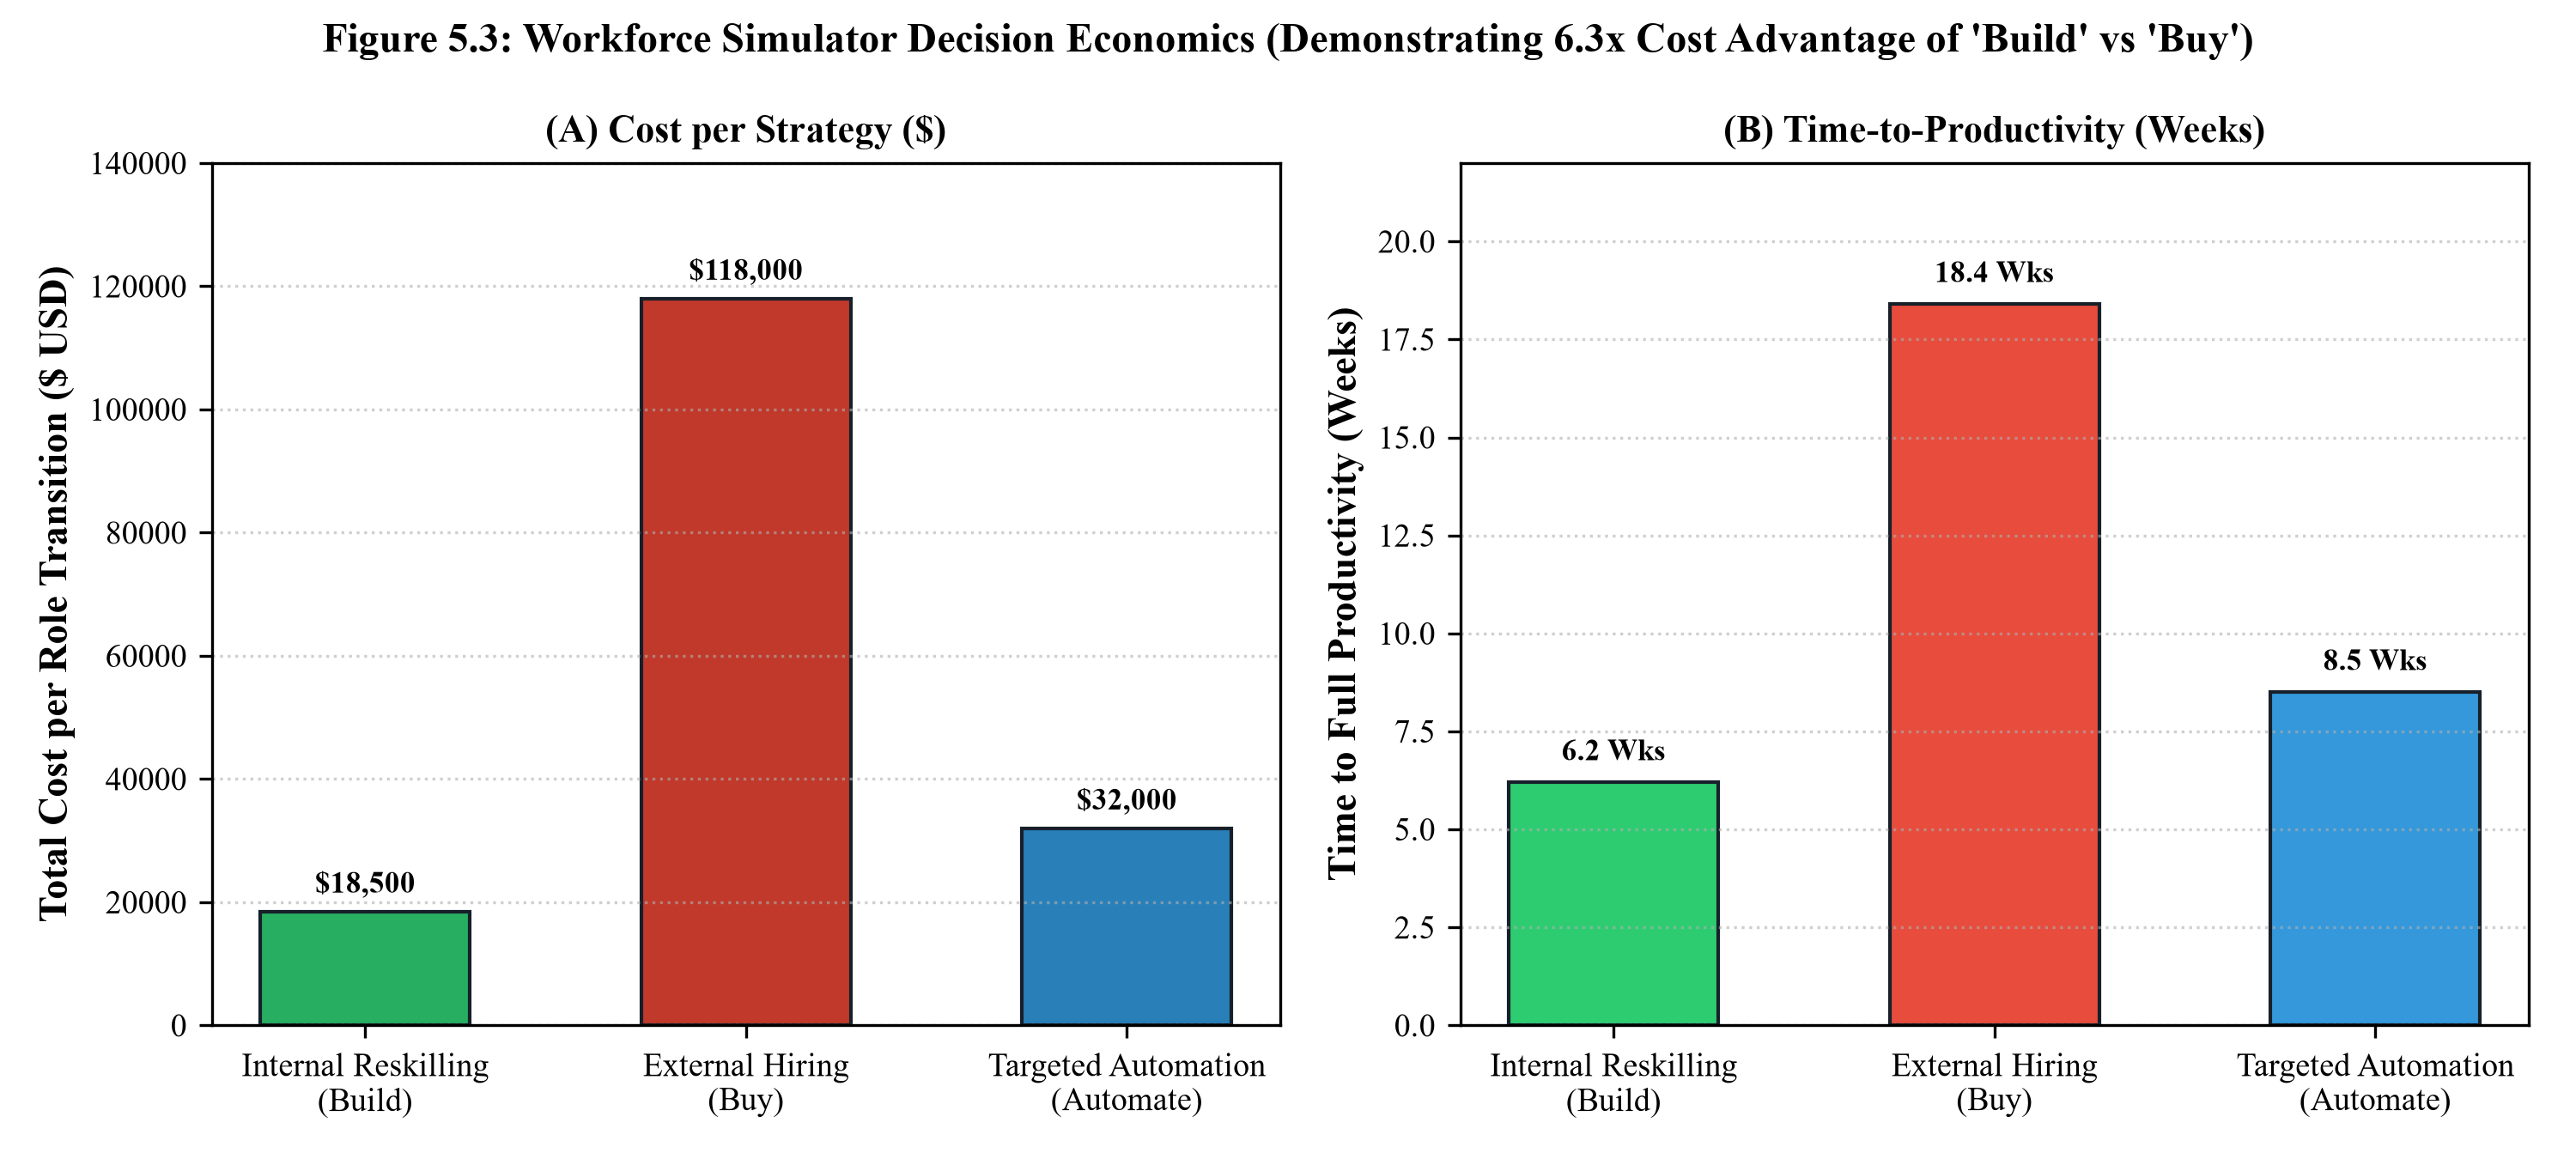 Figure 5.3: Workforce Simulator Decision Economics (Demonstrating 6.3x Cost Advantage of 'Build' vs 'Buy')
(A) Cost per Strategy ($)
Total Cost per Role Transition ($ USD)
140000
120000
100000
80000
60000
40000
20000
0
$18,500
$118,000
$32,000
Internal Reskilling
(Build)
External Hiring
(Buy)
Targeted Automation
(Automate)
(B) Time-to-Productivity (Weeks)
Time to Full Productivity (Weeks)
20.0
17.5
15.0
12.5
10.0
7.5
5.0
2.5
0.0
6.2 Wks
18.4 Wks
8.5 Wks
Internal Reskilling
(Build)
External Hiring
(Buy)
Targeted Automation
(Automate)